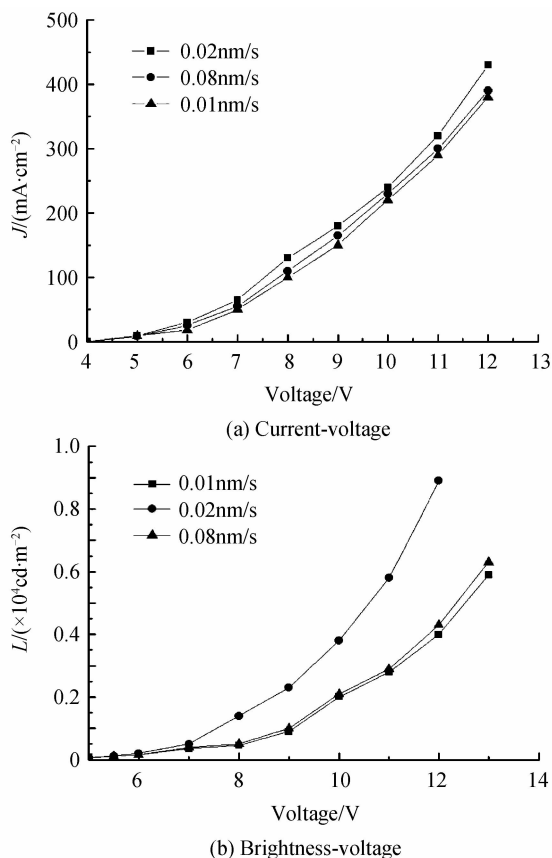 500
0.02nm/s
0.08nm/s
0.01nm/s
400
300
200
100
0
J/(mA·cm⁻²)
4 5 6 7 8 9 10 11 12 13
Voltage/V
(a) Current-voltage
1.0
0.01nm/s
0.02nm/s
0.08nm/s
0.8
0.6
0.4
0.2
0
L/(×10⁴cd·m⁻²)
6 8 10 12 14
Voltage/V
(b) Brightness-voltage